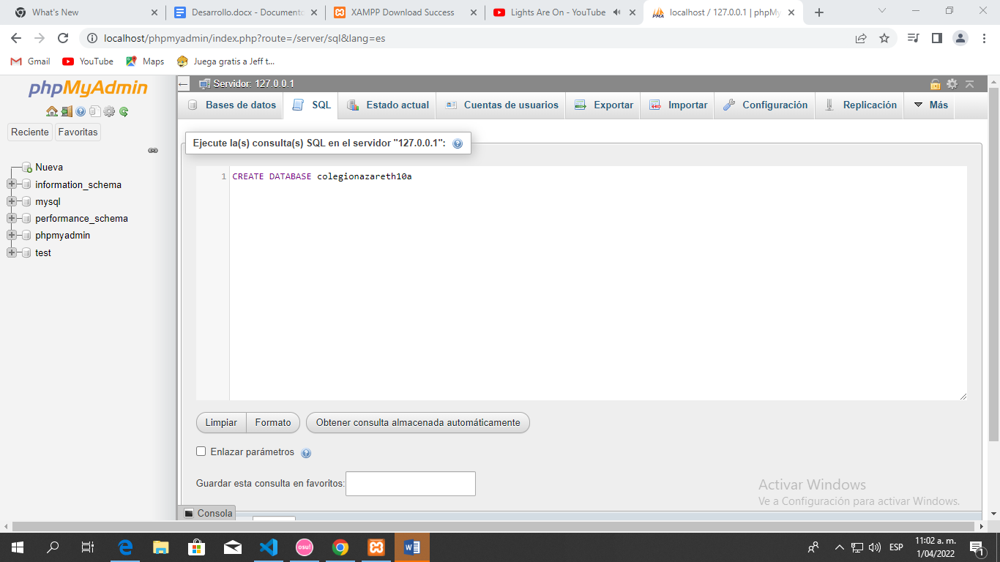 What's New
Desarrollo.docx - Documento
XAMPP Download Success
Lights Are On - YouTube
localhost / 127.0.0.1 | phpMy
localhost/phpmyadmin/index.php?route=/server/sql&lang=es
Gmail
YouTube
Maps
Juega gratis a Jeff t...
phpMyAdmin
Reciente
Favoritas
Nueva
information_schema
mysql
performance_schema
phpmyadmin
test
Servidor: 127.0.0.1
Bases de datos
SQL
Estado actual
Cuentas de usuarios
Exportar
Importar
Configuración
Replicación
Más
Ejecute la(s) consulta(s) SQL en el servidor "127.0.0.1":
1 CREATE DATABASE colegionazareth10a
Limpiar
Formato
Obtener consulta almacenada automáticamente
Enlazar parámetros
Guardar esta consulta en favoritos:
Consola
Activar Windows
Ve a Configuración para activar Windows.
osu!
ESP
11:02 a. m.
1/04/2022
1